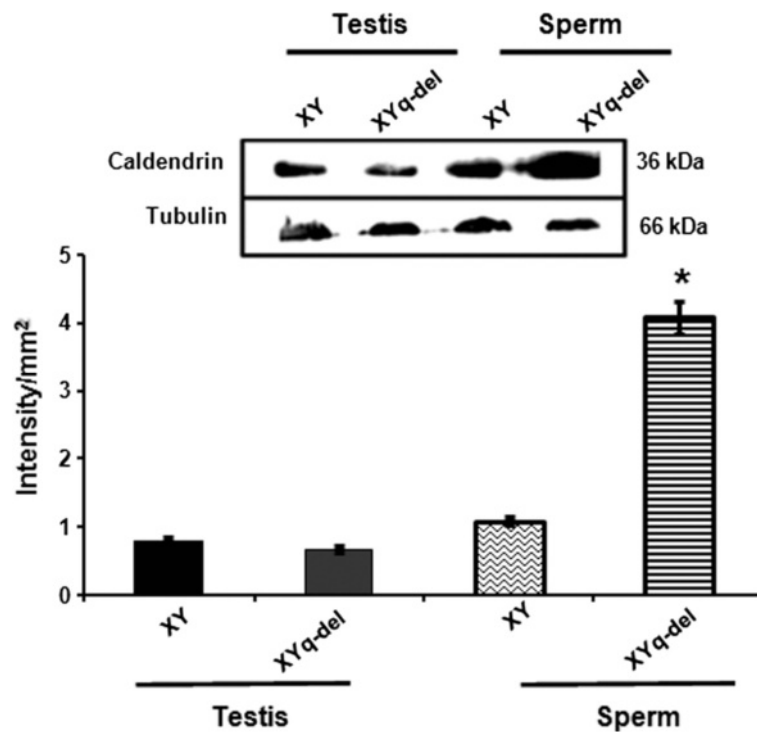 Testis Sperm
XY XYq-del XY XYq-del
Caldendrin 36 kDa
Tubulin 66 kDa
5
4
3
2
1
0
Intensity/mm²
*
XY XYq-del XY XYq-del
Testis Sperm